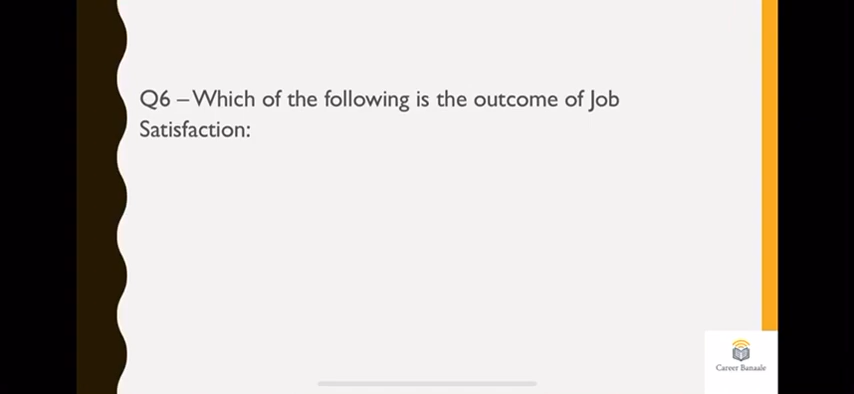 Q6 – Which of the following is the outcome of Job
Satisfaction:
Career Banaale